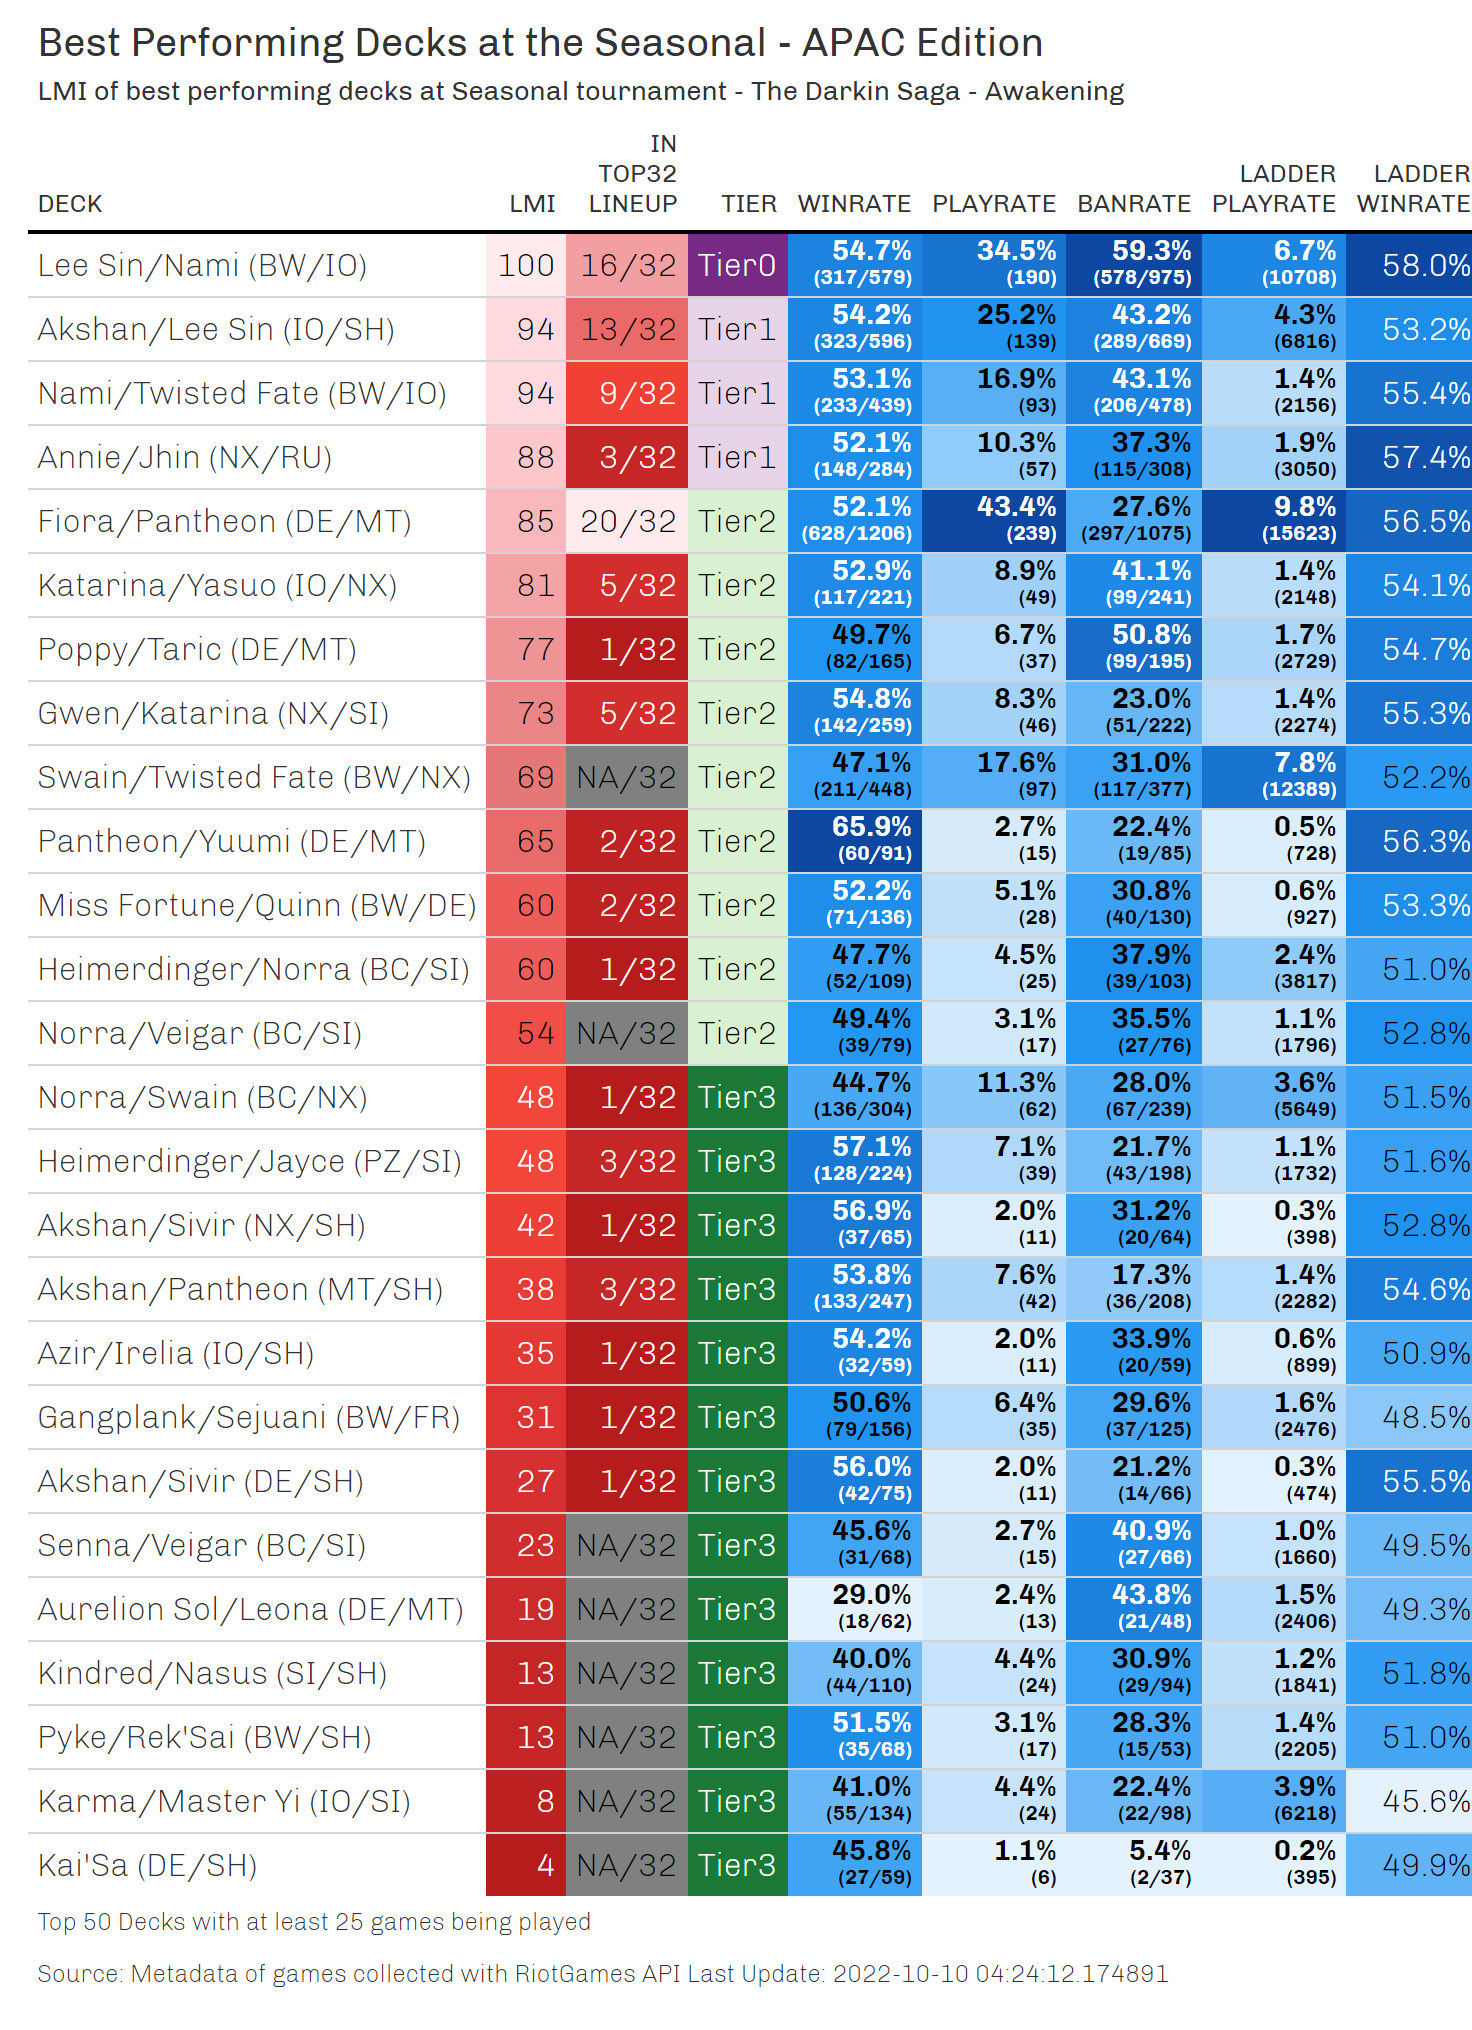 Best Performing Decks at the Seasonal - APAC Edition
LMI of best performing decks at Seasonal tournament - The Darkin Saga - Awakening
DECK LMI IN TOP32 LINEUP TIER WINRATE PLAYRATE BANRATE LADDER PLAYRATE LADDER WINRATE
Lee Sin/Nami (BW/IO) 100 16/32 Tier0 54.7% (317/579) 34.5% (190) 59.3% (578/975) 6.7% (10708) 58.0%
Akshan/Lee Sin (IO/SH) 94 13/32 Tier1 54.2% (323/596) 25.2% (139) 43.2% (289/669) 4.3% (6816) 53.2%
Nami/Twisted Fate (BW/IO) 94 9/32 Tier1 53.1% (233/439) 16.9% (93) 43.1% (206/478) 1.4% (2156) 55.4%
Annie/Jhin (NX/RU) 88 3/32 Tier1 52.1% (148/284) 10.3% (57) 37.3% (115/308) 1.9% (3050) 57.4%
Fiora/Pantheon (DE/MT) 85 20/32 Tier2 52.1% (628/1206) 43.4% (239) 27.6% (297/1075) 9.8% (15623) 56.5%
Katarina/Yasuo (IO/NX) 81 5/32 Tier2 52.9% (117/221) 8.9% (49) 41.1% (99/241) 1.4% (2148) 54.1%
Poppy/Taric (DE/MT) 77 1/32 Tier2 49.7% (82/165) 6.7% (37) 50.8% (99/195) 1.7% (2729) 54.7%
Gwen/Katarina (NX/SI) 73 5/32 Tier2 54.8% (142/259) 8.3% (46) 23.0% (51/222) 1.4% (2274) 55.3%
Swain/Twisted Fate (BW/NX) 69 NA/32 Tier2 47.1% (211/448) 17.6% (97) 31.0% (117/377) 7.8% (12389) 52.2%
Pantheon/Yuumi (DE/MT) 65 2/32 Tier2 65.9% (60/91) 2.7% (15) 22.4% (19/85) 0.5% (728) 56.3%
Miss Fortune/Quinn (BW/DE) 60 2/32 Tier2 52.2% (71/136) 5.1% (28) 30.8% (40/130) 0.6% (927) 53.3%
Heimerdinger/Norra (BC/SI) 60 1/32 Tier2 47.7% (52/109) 4.5% (25) 37.9% (39/103) 2.4% (3817) 51.0%
Norra/Veigar (BC/SI) 54 NA/32 Tier2 49.4% (39/79) 3.1% (17) 35.5% (27/76) 1.1% (1796) 52.8%
Norra/Swain (BC/NX) 48 1/32 Tier3 44.7% (136/304) 11.3% (62) 28.0% (67/239) 3.6% (5649) 51.5%
Heimerdinger/Jayce (PZ/SI) 48 3/32 Tier3 57.1% (128/224) 7.1% (39) 21.7% (43/198) 1.1% (1732) 51.6%
Akshan/Sivir (NX/SH) 42 1/32 Tier3 56.9% (37/65) 2.0% (11) 31.2% (20/64) 0.3% (398) 52.8%
Akshan/Pantheon (MT/SH) 38 3/32 Tier3 53.8% (133/247) 7.6% (42) 17.3% (36/208) 1.4% (2282) 54.6%
Azir/Irelia (IO/SH) 35 1/32 Tier3 54.2% (32/59) 2.0% (11) 33.9% (20/59) 0.6% (899) 50.9%
Gangplank/Sejuani (BW/FR) 31 1/32 Tier3 50.6% (79/156) 6.4% (35) 29.6% (37/125) 1.6% (2476) 48.5%
Akshan/Sivir (DE/SH) 27 1/32 Tier3 56.0% (42/75) 2.0% (11) 21.2% (14/66) 0.3% (474) 55.5%
Senna/Veigar (BC/SI) 23 NA/32 Tier3 45.6% (31/68) 2.7% (15) 40.9% (27/66) 1.0% (1660) 49.5%
Aurelion Sol/Leona (DE/MT) 19 NA/32 Tier3 29.0% (18/62) 2.4% (13) 43.8% (21/48) 1.5% (2406) 49.3%
Kindred/Nasus (SI/SH) 13 NA/32 Tier3 40.0% (44/110) 4.4% (24) 30.9% (29/94) 1.2% (1841) 51.8%
Pyke/Rek'Sai (BW/SH) 13 NA/32 Tier3 51.5% (35/68) 3.1% (17) 28.3% (15/53) 1.4% (2205) 51.0%
Karma/Master Yi (IO/SI) 8 NA/32 Tier3 41.0% (55/134) 4.4% (24) 22.4% (22/98) 3.9% (6218) 45.6%
Kai'Sa (DE/SH) 4 NA/32 Tier3 45.8% (27/59) 1.1% (6) 5.4% (2/37) 0.2% (395) 49.9%
Top 50 Decks with at least 25 games being played
Source: Metadata of games collected with RiotGames API Last Update: 2022-10-10 04:24:12.174891